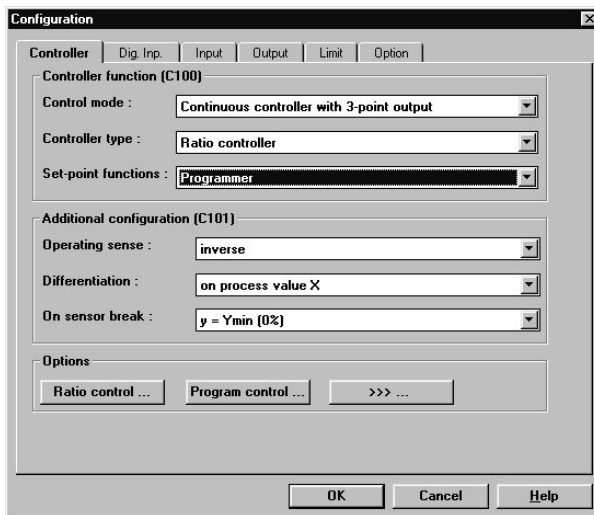 Configuration
Controller Dig. Inp. Input Output Limit Option
Controller function (C100)
Control mode : Continuous controller with 3-point output
Controller type : Ratio controller
Set-point functions : Programmer
Additional configuration (C101)
Operating sense : inverse
Differentiation : on process value X
On sensor break : y = Ymin (0%)
Options
Ratio control ... Program control ... >>> ...
OK Cancel Help